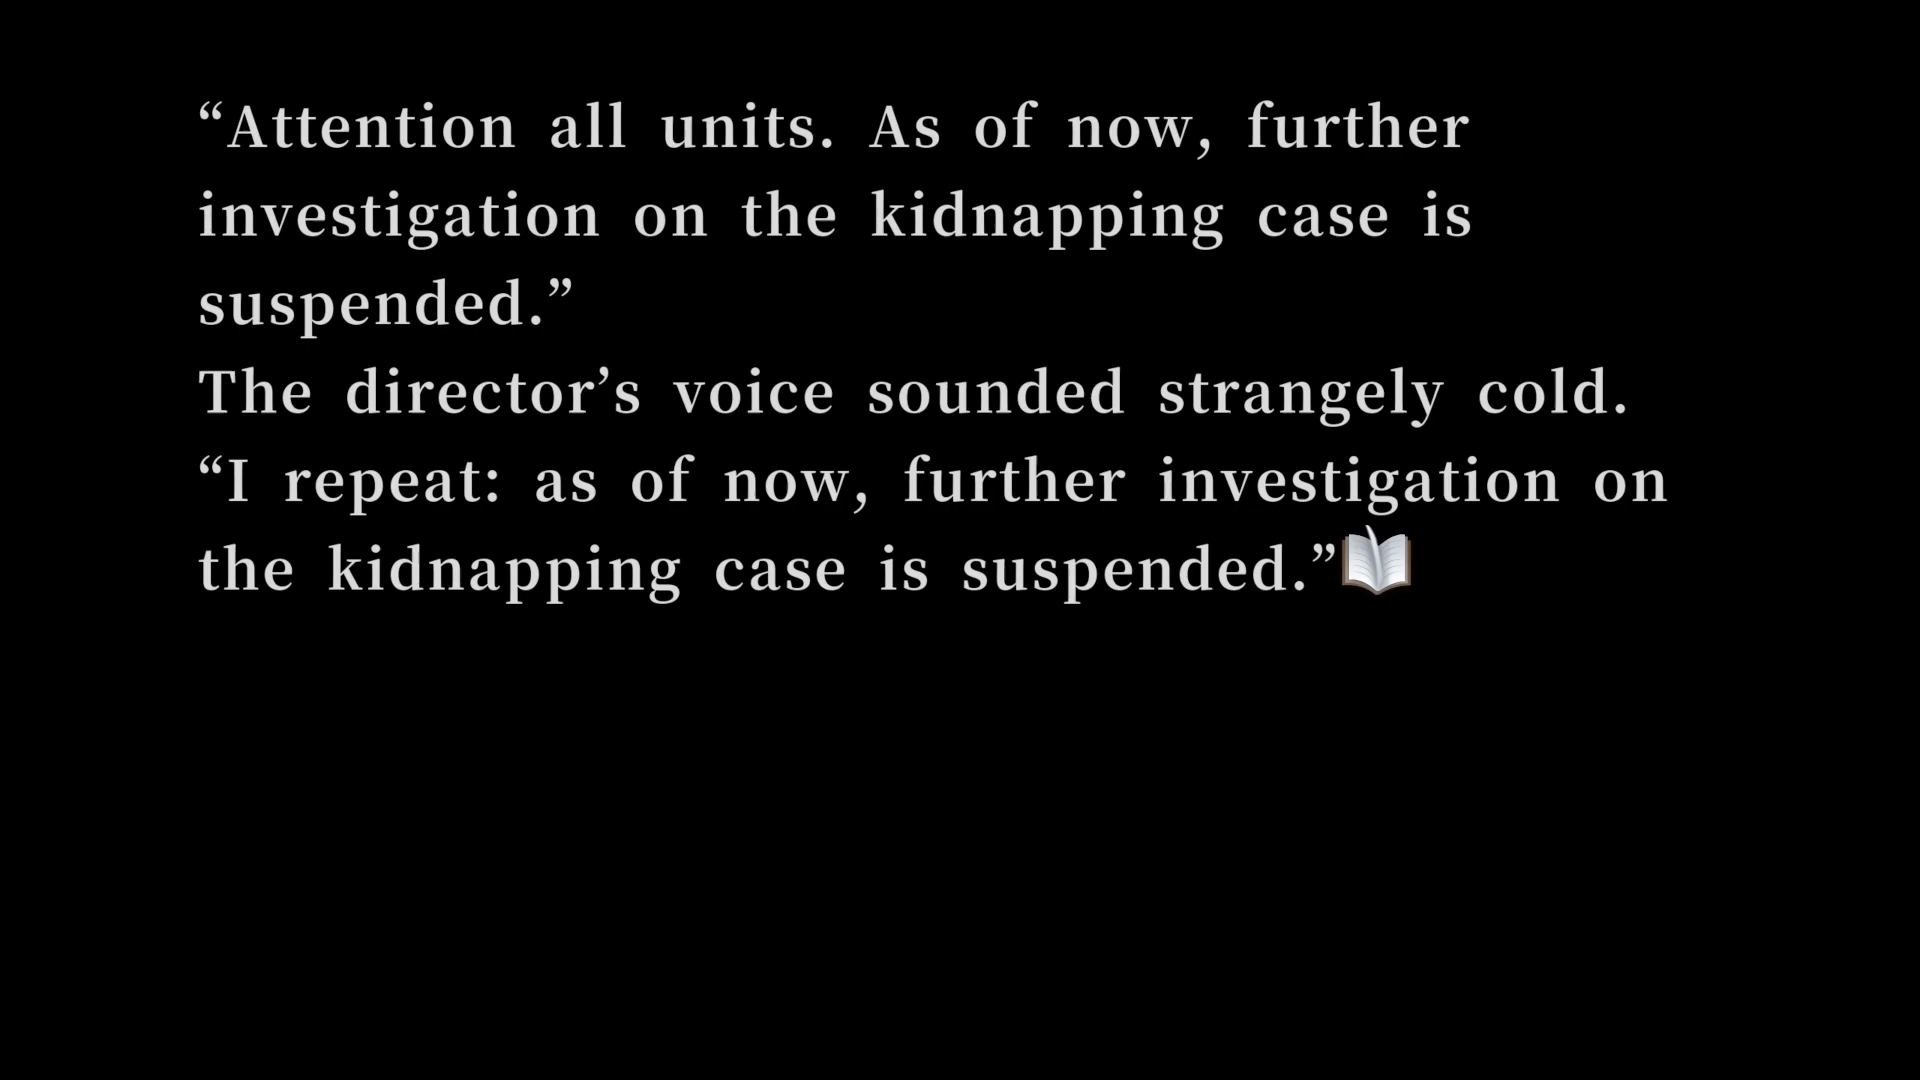 “Attention all units. As of now, further
investigation on the kidnapping case is
suspended.”
The director’s voice sounded strangely cold.
“I repeat: as of now, further investigation on
the kidnapping case is suspended.”